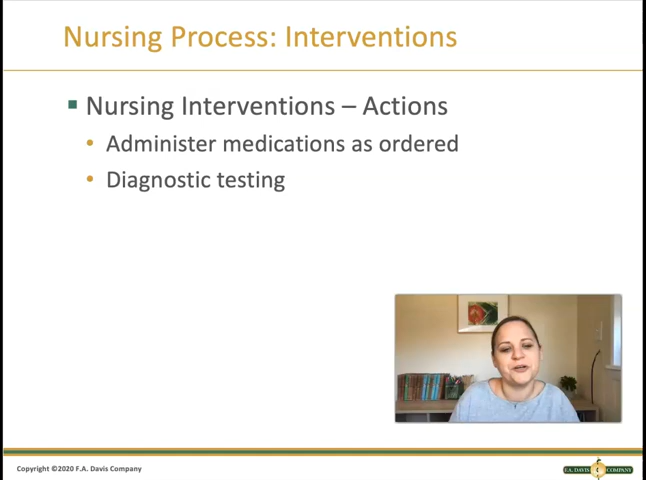 Nursing Process: Interventions
Nursing Interventions – Actions
Administer medications as ordered
Diagnostic testing
Copyright ©2020 F.A. Davis Company
F.A. DAVIS COMPANY